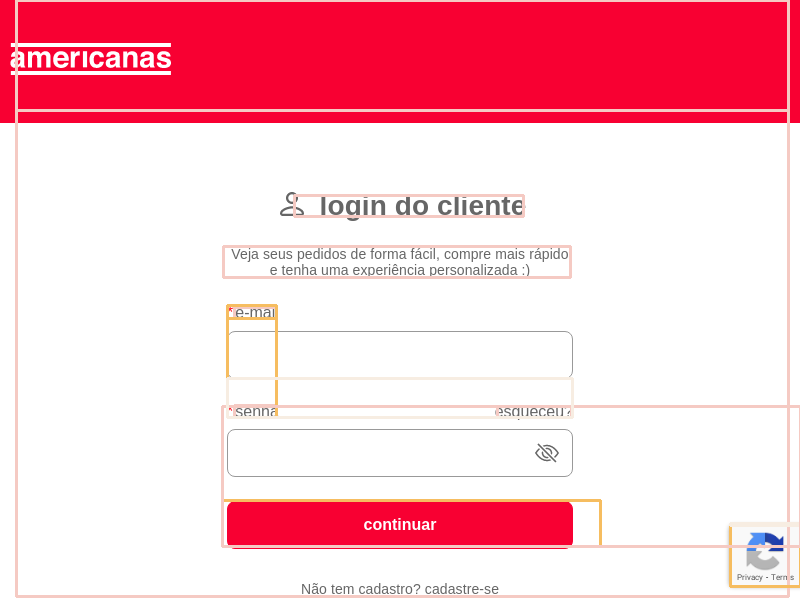 americanas
login do cliente
Veja seus pedidos de forma fácil, compre mais rápido
e tenha uma experiência personalizada :)
*e-mail
*senha esqueceu?
continuar
Privacy - Terms
Não tem cadastro? cadastre-se